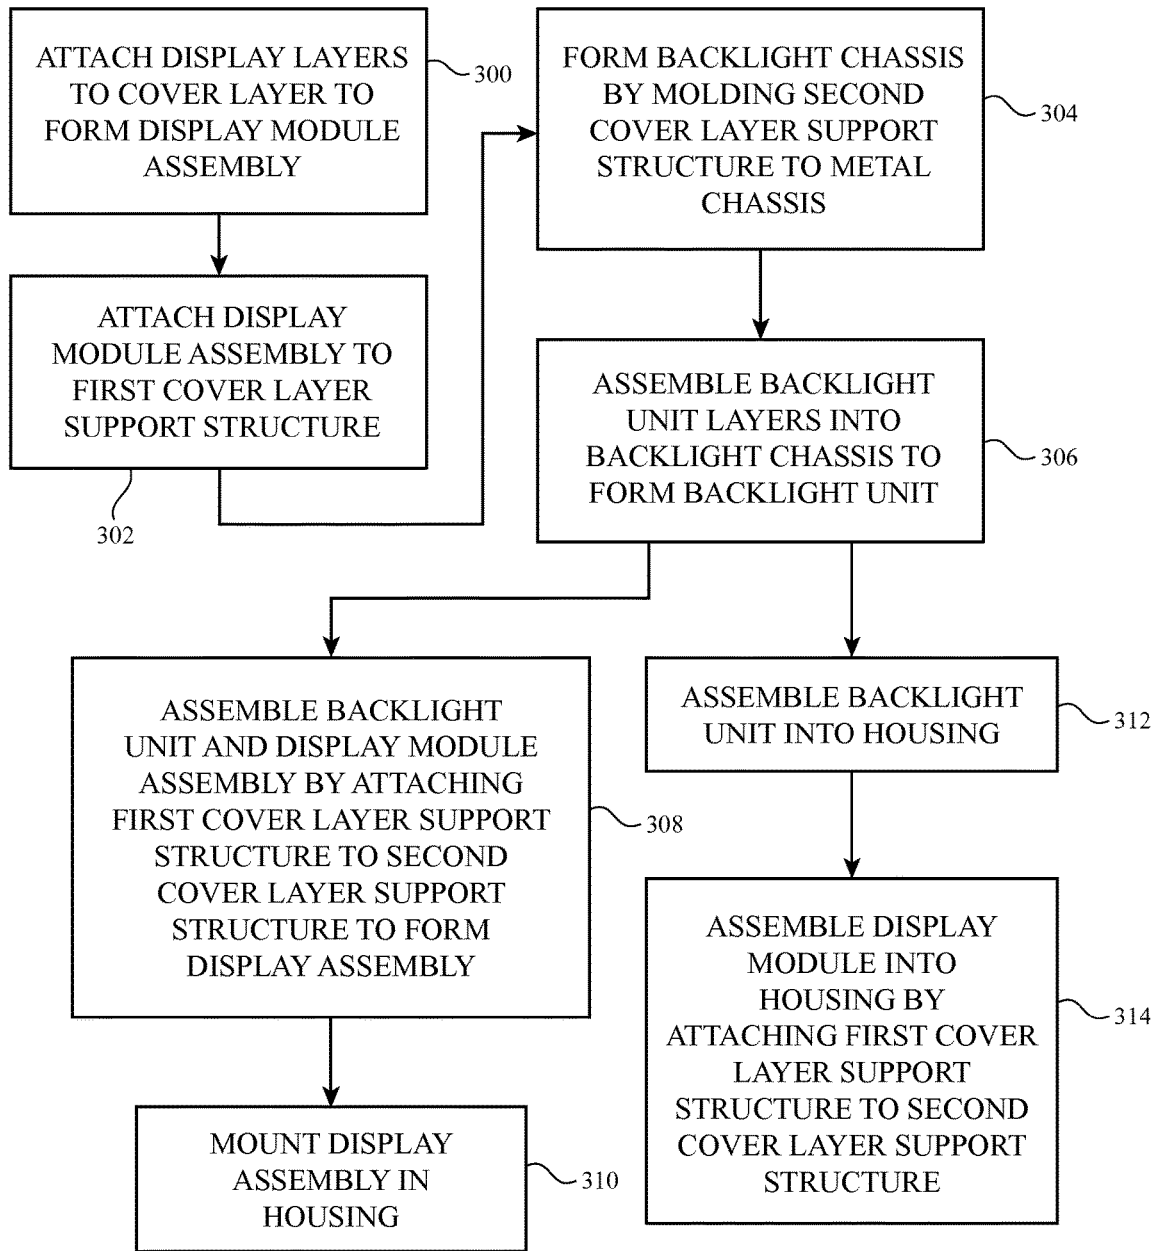 ATTACH DISPLAY LAYERS
TO COVER LAYER TO
FORM DISPLAY MODULE
ASSEMBLY
300
ATTACH DISPLAY
MODULE ASSEMBLY TO
FIRST COVER LAYER
SUPPORT STRUCTURE
302
FORM BACKLIGHT CHASSIS
BY MOLDING SECOND
COVER LAYER SUPPORT
STRUCTURE TO METAL
CHASSIS
304
ASSEMBLE BACKLIGHT
UNIT LAYERS INTO
BACKLIGHT CHASSIS TO
FORM BACKLIGHT UNIT
306
ASSEMBLE BACKLIGHT
UNIT AND DISPLAY MODULE
ASSEMBLY BY ATTACHING
FIRST COVER LAYER SUPPORT
STRUCTURE TO SECOND
COVER LAYER SUPPORT
STRUCTURE TO FORM
DISPLAY ASSEMBLY
308
MOUNT DISPLAY
ASSEMBLY IN
HOUSING
310
ASSEMBLE BACKLIGHT
UNIT INTO HOUSING
312
ASSEMBLE DISPLAY
MODULE INTO
HOUSING BY
ATTACHING FIRST COVER
LAYER SUPPORT
STRUCTURE TO SECOND
COVER LAYER SUPPORT
STRUCTURE
314